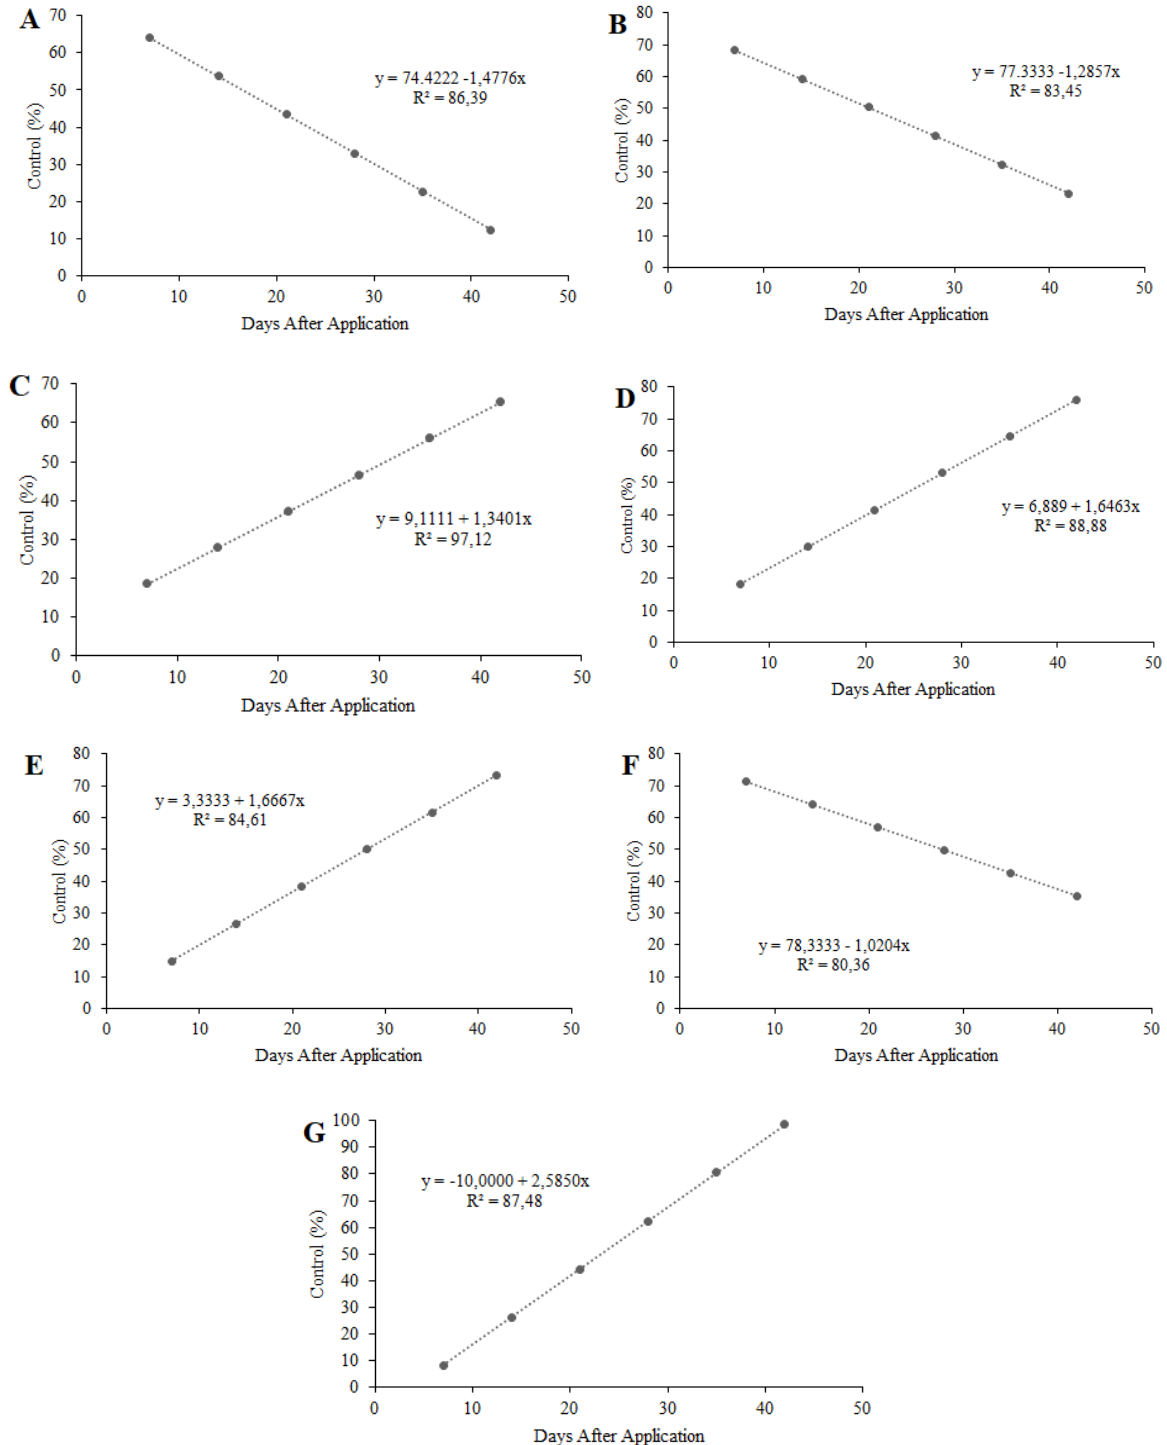 A
70
60
50
40
30
20
10
0
Control (%)
y = 74.4222 -1,4776x
R² = 86,39
0 10 20 30 40 50
Days After Application
B
80
70
60
50
40
30
20
10
0
Control (%)
y = 77.3333 -1,2857x
R² = 83,45
0 10 20 30 40 50
Days After Application
C
70
60
50
40
30
20
10
0
Control (%)
y = 9,1111 + 1,3401x
R² = 97,12
0 10 20 30 40 50
Days After Application
D
80
70
60
50
40
30
20
10
0
Control (%)
y = 6,889 + 1,6463x
R² = 88,88
0 10 20 30 40 50
Days After Application
E
80
70
60
50
40
30
20
10
0
Control (%)
y = 3,3333 + 1,6667x
R² = 84,61
0 10 20 30 40 50
Days After Application
F
80
70
60
50
40
30
20
10
0
Control (%)
y = 78,3333 - 1,0204x
R² = 80,36
0 10 20 30 40 50
Days After Application
G
100
90
80
70
60
50
40
30
20
10
0
Control (%)
y = -10,0000 + 2,5850x
R² = 87,48
0 10 20 30 40 50
Days After Application